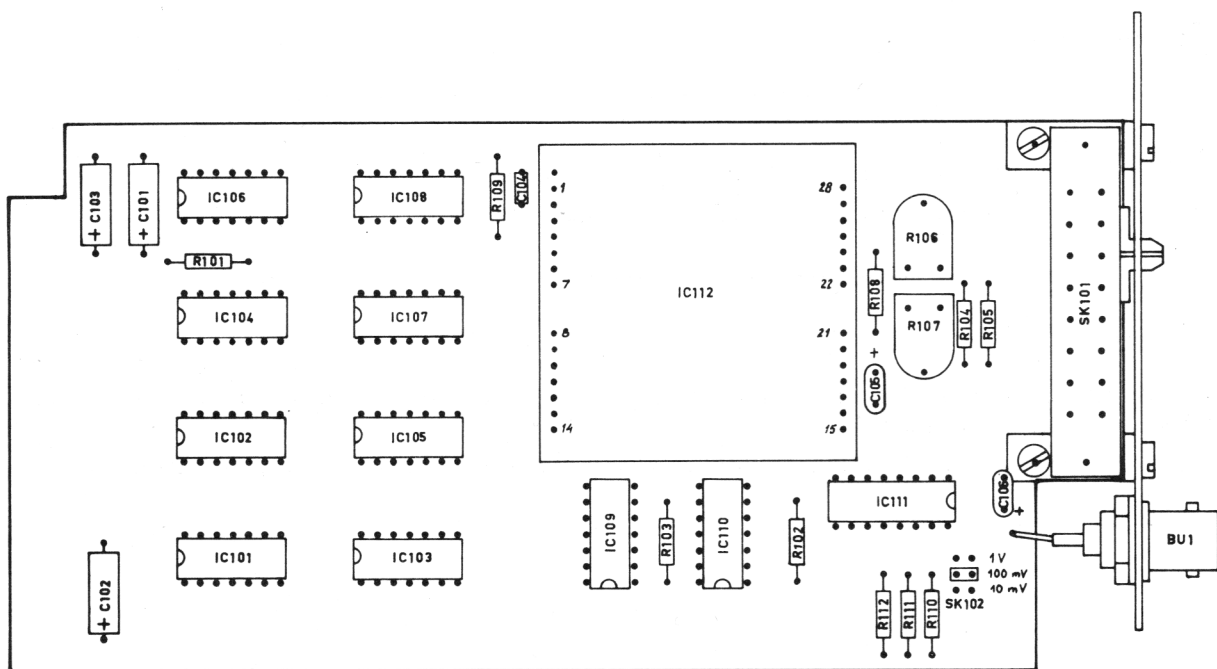 C103
+
C101
+
IC106
IC108
R109
C104
1
28
R106
R101
SK101
IC112
7
22
R108
IC104
IC107
R107
R104
R105
8
21
+
C105
IC102
IC105
14
15
C106
+
IC111
IC109
R103
IC110
R102
BU1
IC101
IC103
1V
100 mV
10 mV
SK102
C102
+
R112
R111
R110